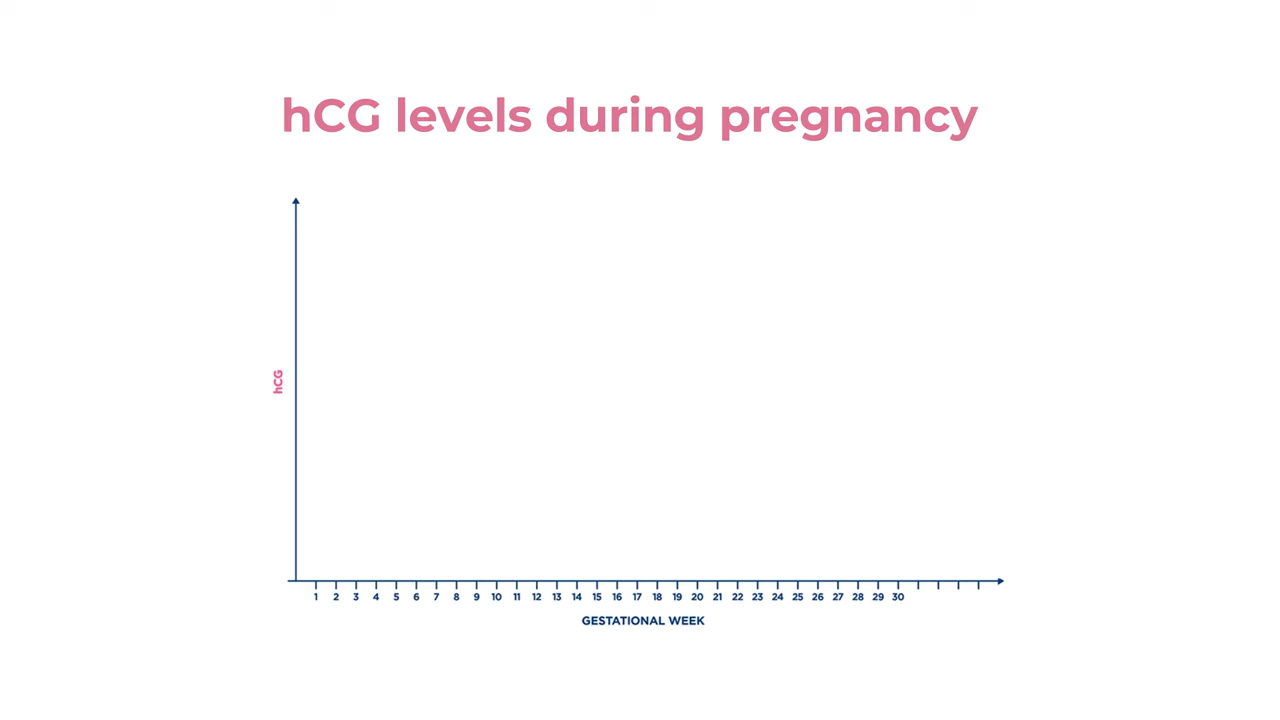 hCG levels during pregnancy
hCG
1 2 3 4 5 6 7 8 9 10 11 12 13 14 15 16 17 18 19 20 21 22 23 24 25 26 27 28 29 30
GESTATIONAL WEEK